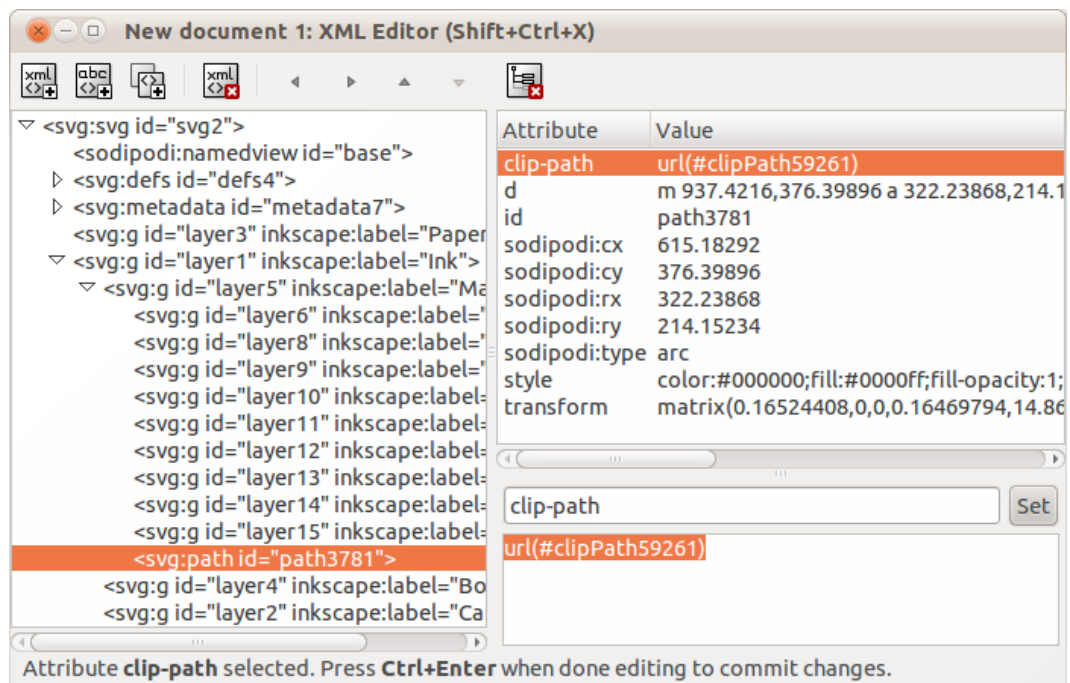 New document 1: XML Editor (Shift+Ctrl+X)
xml
abc
xml
<svg:svg id="svg2">
<sodipodi:namedview id="base">
<svg:defs id="defs4">
<svg:metadata id="metadata7">
<svg:g id="layer3" inkscape:label="Paper
<svg:g id="layer1" inkscape:label="Ink">
<svg:g id="layer5" inkscape:label="Ma
<svg:g id="layer6" inkscape:label="
<svg:g id="layer8" inkscape:label="
<svg:g id="layer9" inkscape:label="
<svg:g id="layer10" inkscape:label=
<svg:g id="layer11" inkscape:label=
<svg:g id="layer12" inkscape:label=
<svg:g id="layer13" inkscape:label=
<svg:g id="layer14" inkscape:label=
<svg:g id="layer15" inkscape:label=
<svg:path id="path3781">
<svg:g id="layer4" inkscape:label="Bo
<svg:g id="layer2" inkscape:label="Ca
Attribute Value
clip-path url(#clipPath59261)
d m 937.4216,376.39896 a 322.23868,214.1
id path3781
sodipodi:cx 615.18292
sodipodi:cy 376.39896
sodipodi:rx 322.23868
sodipodi:ry 214.15234
sodipodi:type arc
style color:#000000;fill:#0000ff;fill-opacity:1;
transform matrix(0.16524408,0,0,0.16469794,14.86
clip-path Set
url(#clipPath59261)
Attribute clip-path selected. Press Ctrl+Enter when done editing to commit changes.